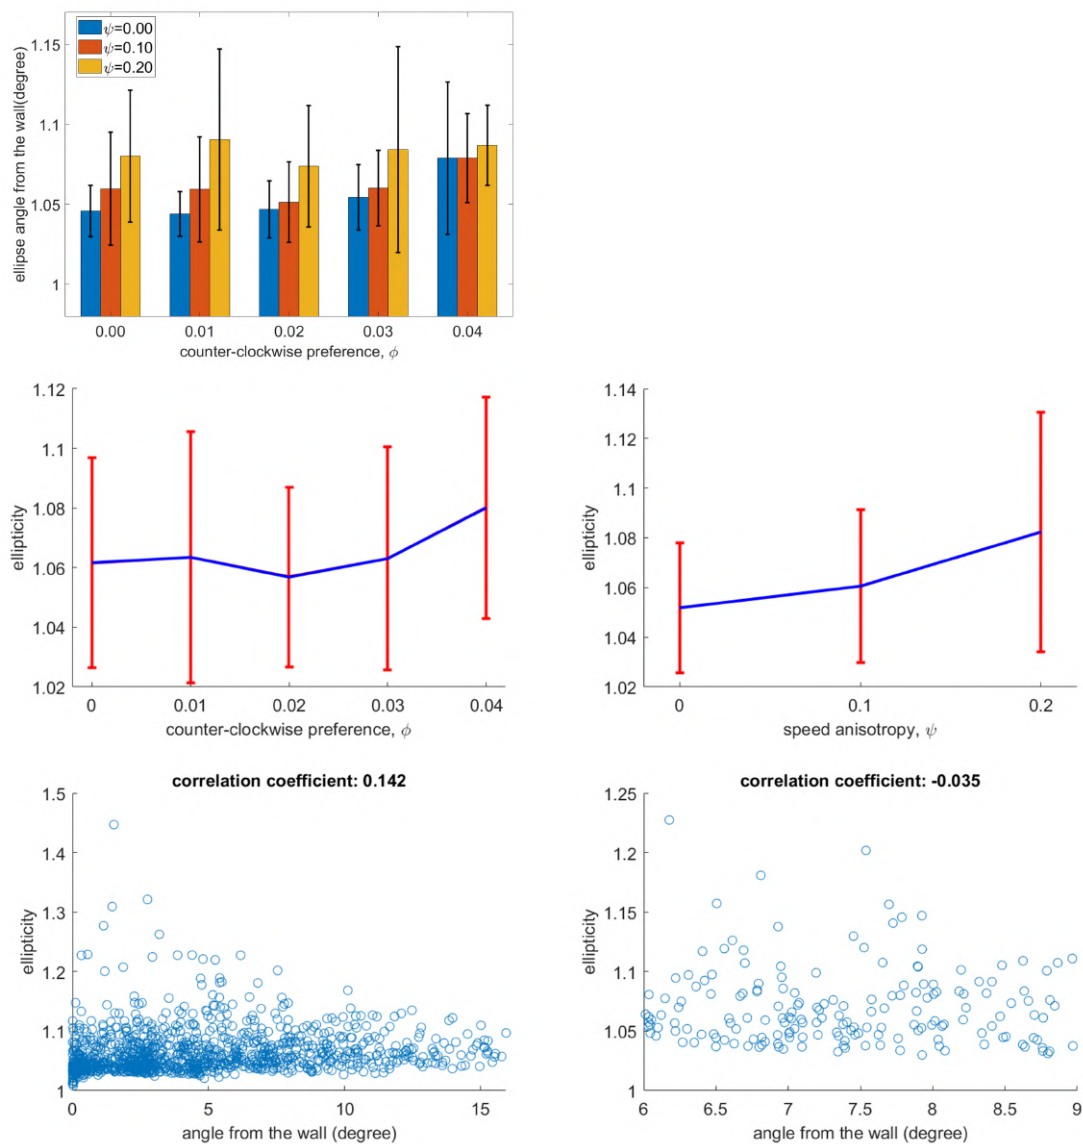 ψ=0.00
ψ=0.10
ψ=0.20
1.15
1.1
1.05
1
ellipse angle from the wall(degree)
0.00 0.01 0.02 0.03 0.04
counter-clockwise preference, ϕ
1.12
1.1
1.08
1.06
1.04
1.02
ellipticity
0 0.01 0.02 0.03 0.04
counter-clockwise preference, ϕ
1.14
1.12
1.1
1.08
1.06
1.04
1.02
ellipticity
0 0.1 0.2
speed anisotropy, ψ
correlation coefficient: 0.142
1.5
1.4
1.3
1.2
1.1
1
ellipticity
0 5 10 15
angle from the wall (degree)
correlation coefficient: -0.035
1.25
1.2
1.15
1.1
1.05
1
ellipticity
6 6.5 7 7.5 8 8.5 9
angle from the wall (degree)